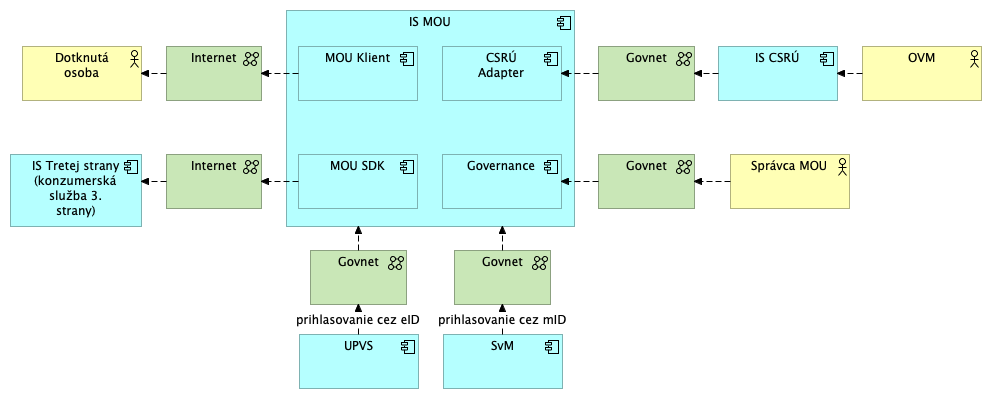 IS MOU
Dotknutá
osoba
Internet
MOU Klient
CSRÚ
Adapter
Govnet
IS CSRÚ
OVM
IS Tretej strany
(konzumerská
služba 3.
strany)
Internet
MOU SDK
Governance
Govnet
Správca MOU
Govnet
Govnet
prihlasovanie cez eID
prihlasovanie cez mID
UPVS
SvM